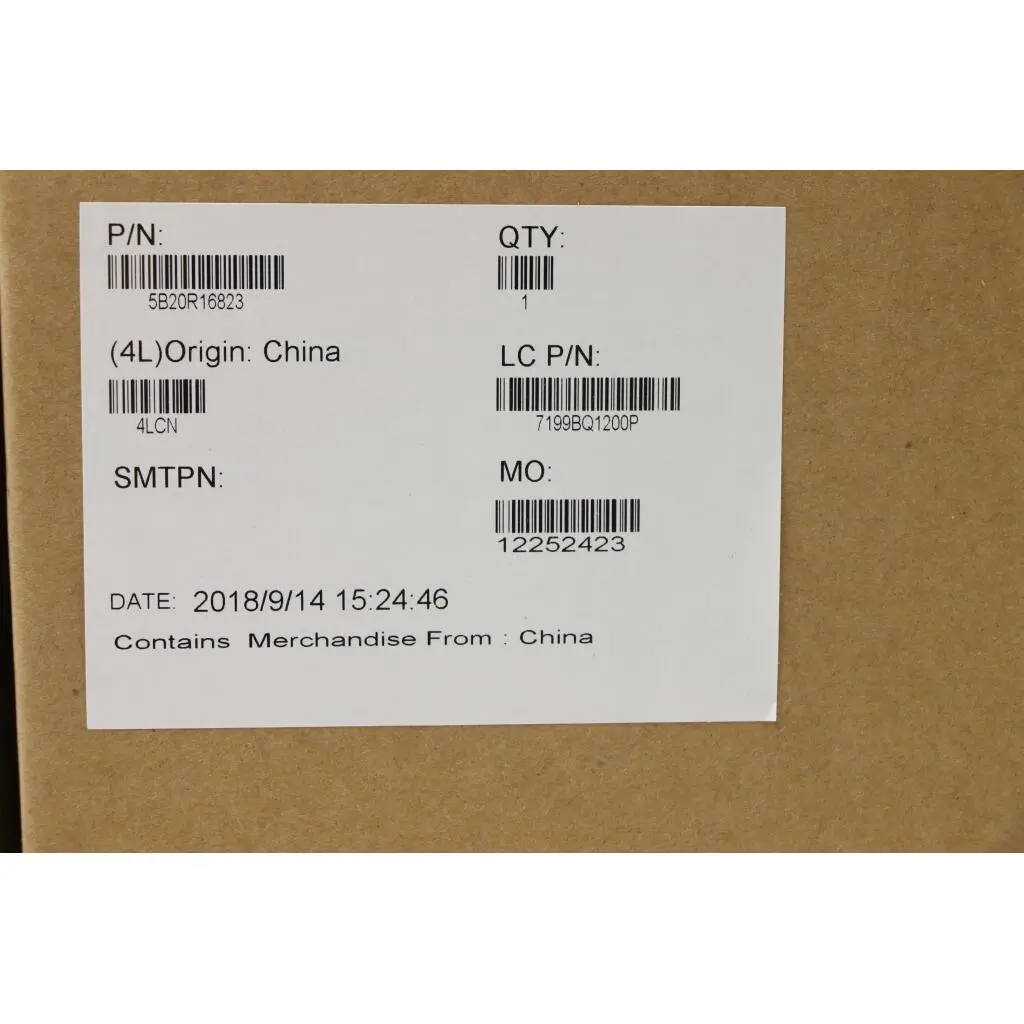 P/N:
5B20R16823
QTY:
1
(4L)Origin: China
4LCN
LC P/N:
7199BQ1200P
SMTPN:
MO:
12252423
DATE: 2018/9/14 15:24:46
Contains Merchandise From : China